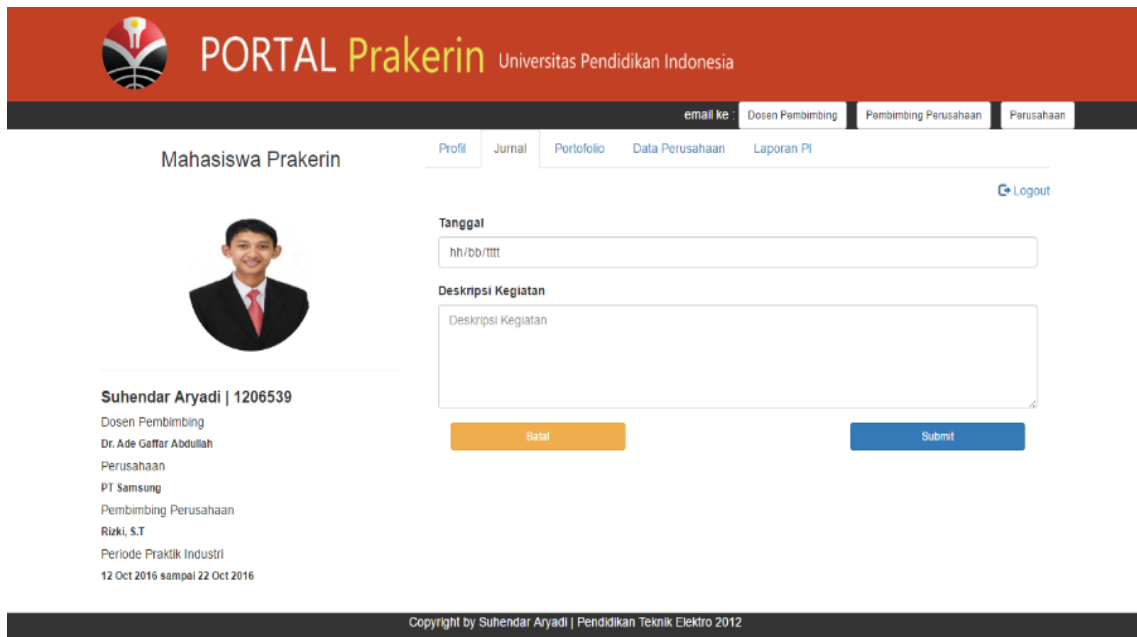 PORTAL Prakerin Universitas Pendidikan Indonesia
email ke : Dosen Pembimbing Pembimbing Perusahaan Perusahaan
Mahasiswa Prakerin
Profil Jurnal Portofolio Data Perusahaan Laporan PI
Logout
Tanggal
hh/bb/tttt
Deskripsi Kegiatan
Deskripsi Kegiatan
Batal Submit
Suhendar Aryadi | 1206539
Dosen Pembimbing
Dr. Ade Gaffar Abdullah
Perusahaan
PT Samsung
Pembimbing Perusahaan
Rizki, S.T
Periode Praktik Industri
12 Oct 2016 sampai 22 Oct 2016
Copyright by Suhendar Aryadi | Pendidikan Teknik Elektro 2012